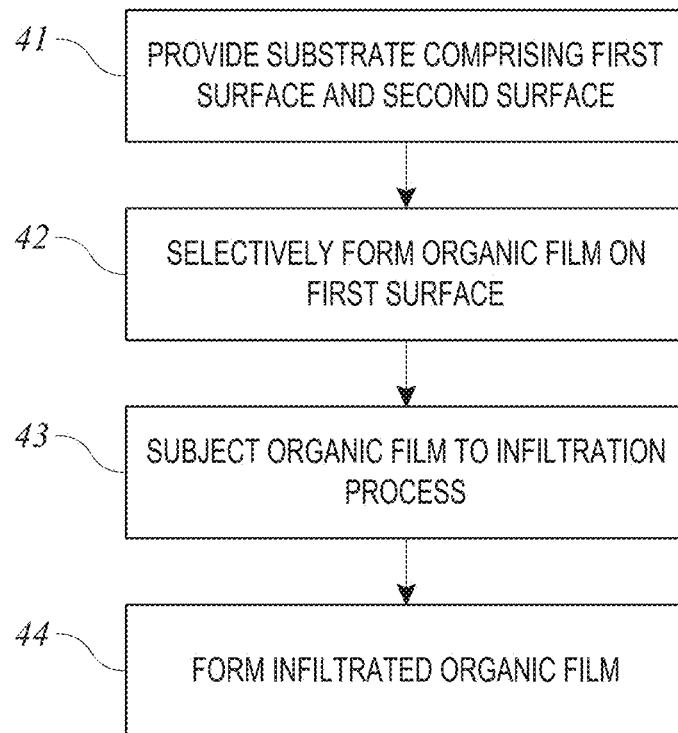 41
PROVIDE SUBSTRATE COMPRISING FIRST
SURFACE AND SECOND SURFACE
42
SELECTIVELY FORM ORGANIC FILM ON
FIRST SURFACE
43
SUBJECT ORGANIC FILM TO INFILTRATION
PROCESS
44
FORM INFILTRATED ORGANIC FILM